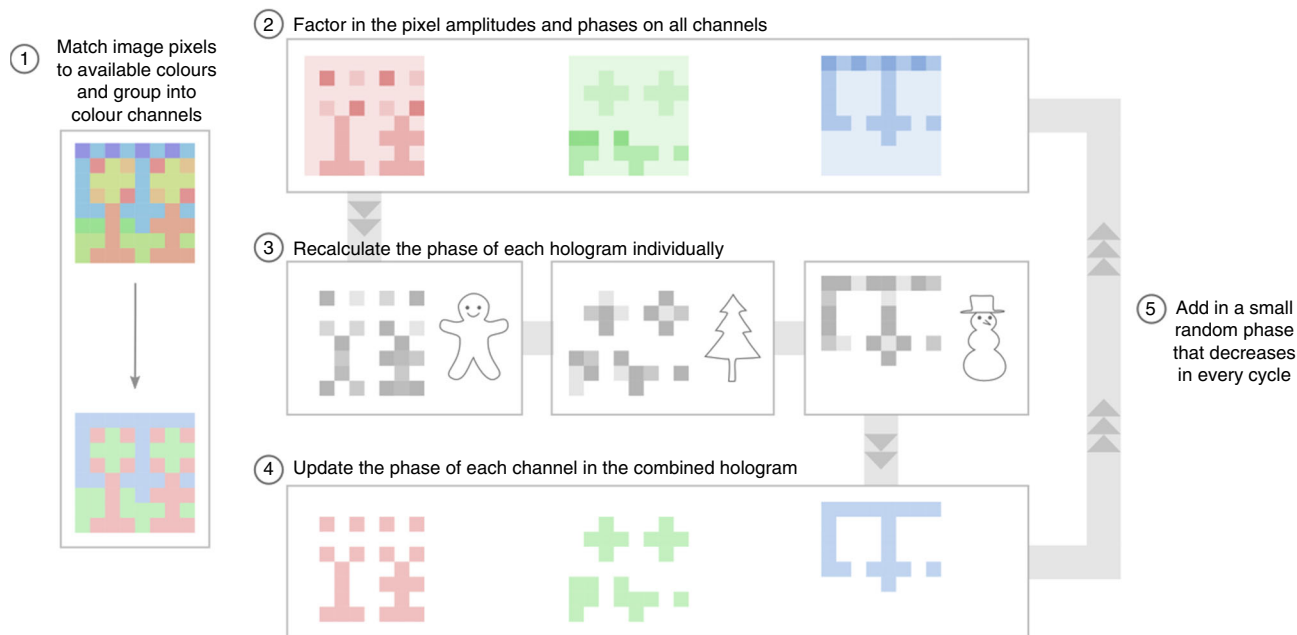 1
Match image pixels
to available colours
and group into
colour channels
2 Factor in the pixel amplitudes and phases on all channels
3 Recalculate the phase of each hologram individually
4 Update the phase of each channel in the combined hologram
5 Add in a small
random phase
that decreases
in every cycle